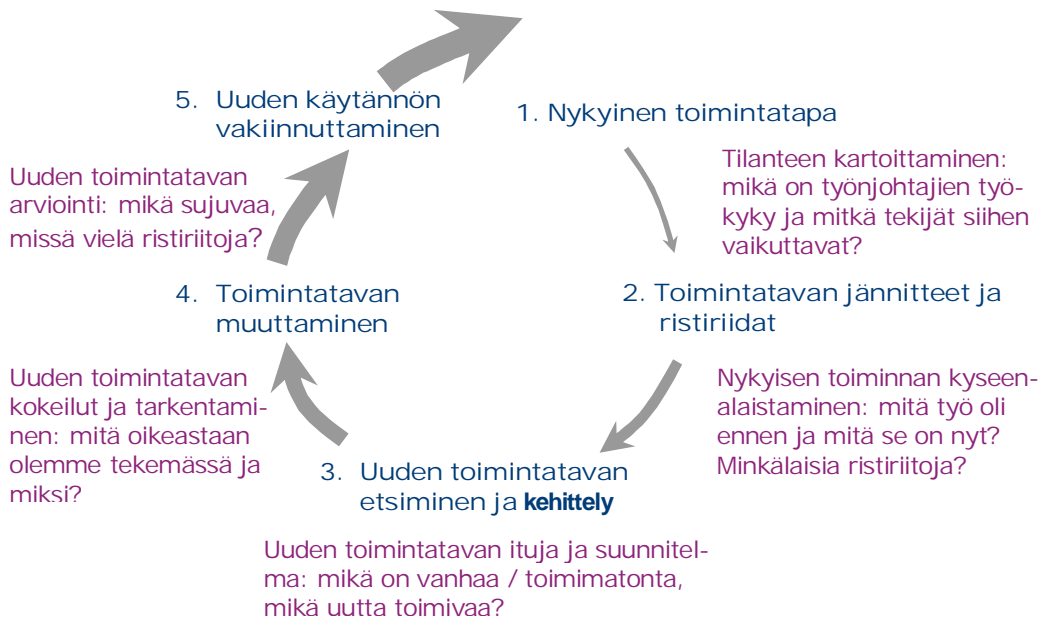 1. Nykyinen toimintatapa
Tilanteen kartoittaminen:
mikä on työnjohtajien työ-
kyky ja mitkä tekijät siihen
vaikuttavat?
2. Toimintatavan jännitteet ja
ristiriidat
Nykyisen toiminnan kyseen-
alaistaminen: mitä työ oli
ennen ja mitä se on nyt?
Minkälaisia ristiriitoja?
3. Uuden toimintatavan
etsiminen ja kehittely
Uuden toimintatavan ituja ja suunnitel-
ma: mikä on vanhaa / toimimatonta,
mikä uutta toimivaa?
4. Toimintatavan
muuttaminen
Uuden toimintatavan
kokeilut ja tarkentami-
nen: mitä oikeastaan
olemme tekemässä ja
miksi?
5. Uuden käytännön
vakiinnuttaminen
Uuden toimintatavan
arviointi: mikä sujuvaa,
missä vielä ristiriitoja?